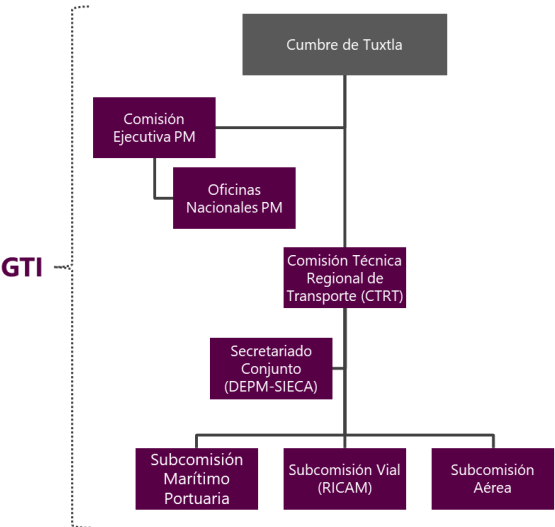 Cumbre de Tuxtla
Comisión
Ejecutiva PM
Oficinas
Nacionales PM
GTI
Comisión Técnica
Regional de
Transporte (CTRT)
Secretariado
Conjunto
(DEPM-SIECA)
Subcomisión
Marítimo
Portuaria
Subcomisión Vial
(RICAM)
Subcomisión
Aérea